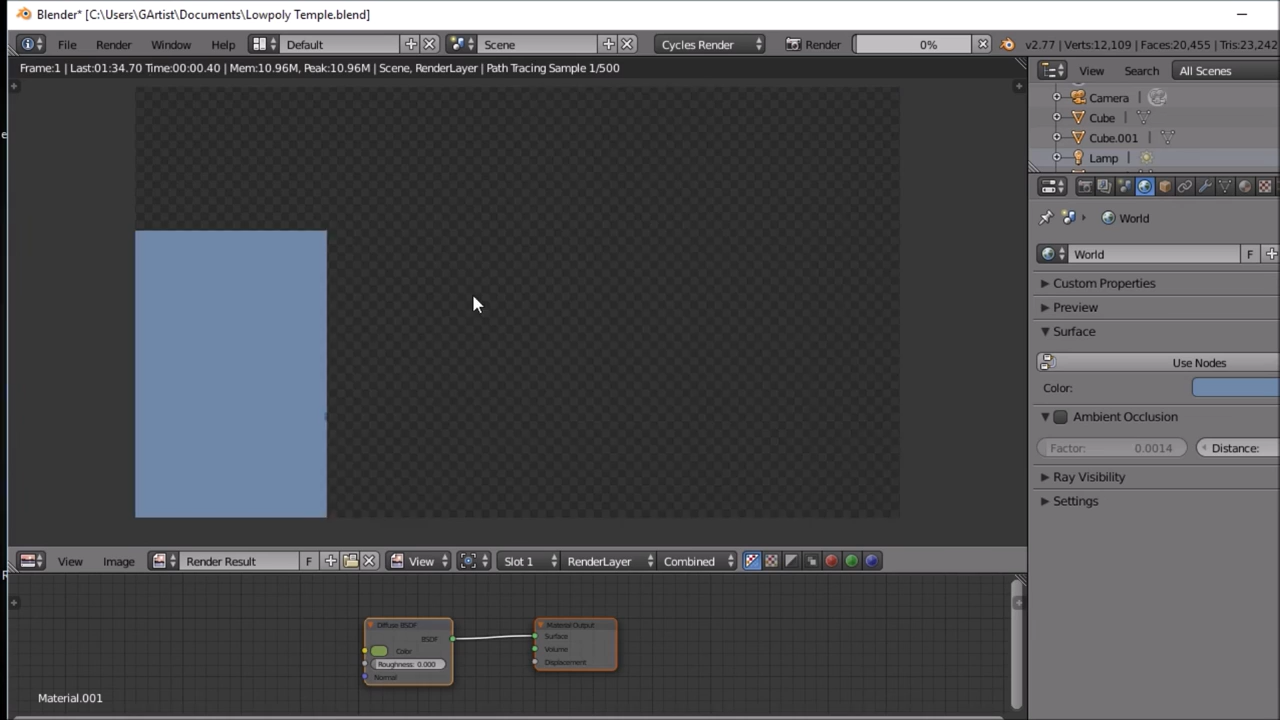 Blender* [C:\Users\GArtist\Documents\Lowpoly Temple.blend]
File Render Window Help Default Scene Cycles Render Render 0% v2.77 | Verts:12,109 | Faces:20,455 | Tris:23,242
Frame:1 | Last:01:34.70 Time:00:00.40 | Mem:10.96M, Peak:10.96M | Scene, RenderLayer | Path Tracing Sample 1/500
View Search All Scenes
Camera
Cube
Cube.001
Lamp
World
World F
Custom Properties
Preview
Surface
Use Nodes
Color:
Ambient Occlusion
Factor: 0.0014 Distance:
Ray Visibility
Settings
View Image Render Result F View Slot 1 RenderLayer Combined
Diffuse BSDF
BSDF
Color
Roughness: 0.000
Normal
Material Output
Surface
Volume
Displacement
Material.001